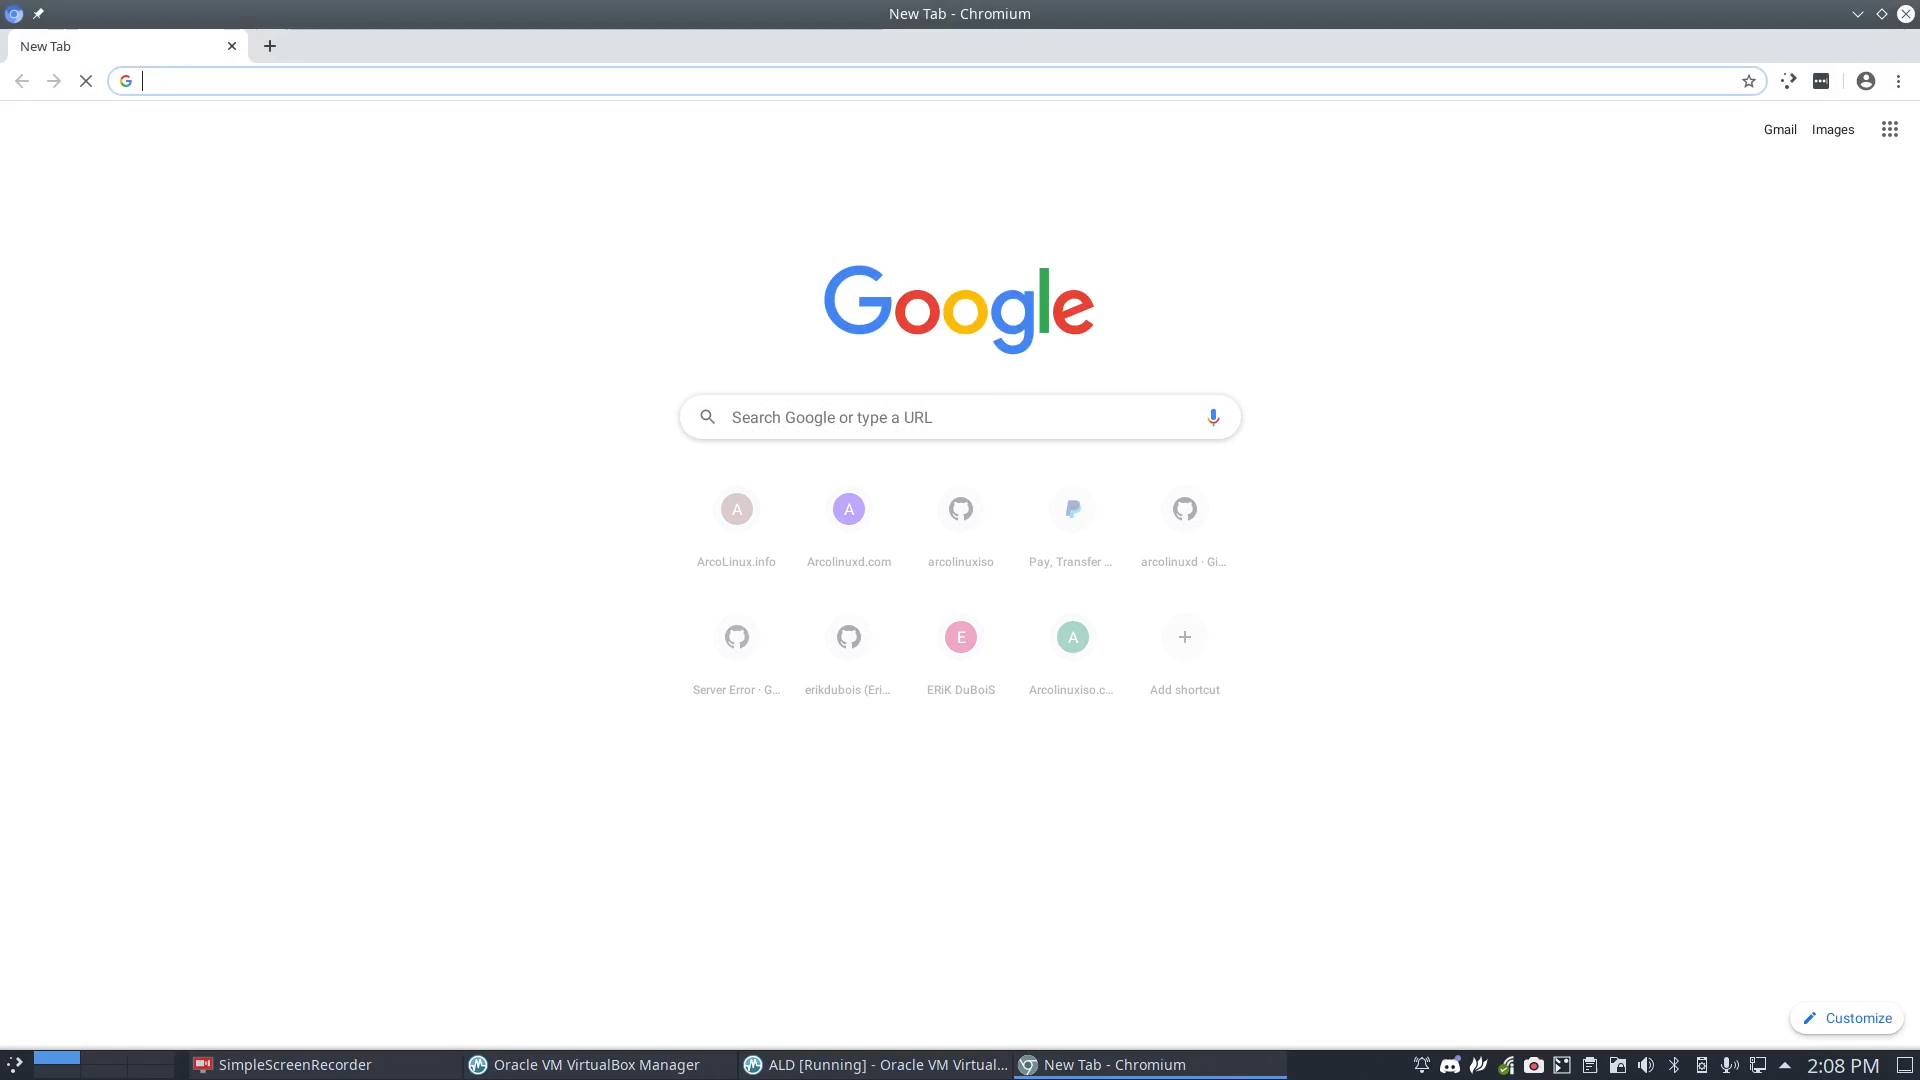 New Tab - Chromium
New Tab
Gmail Images
Google
Search Google or type a URL
A A
ArcoLinux.info Arcolinuxd.com arcolinuxiso Pay, Transfer ... arcolinuxd · Gi...
E A
Server Error · G... erikdubois (Eri... ERiK DuBoiS Arcolinuxiso.c... Add shortcut
Customize
SimpleScreenRecorder Oracle VM VirtualBox Manager ALD [Running] - Oracle VM Virtual... New Tab - Chromium 2:08 PM